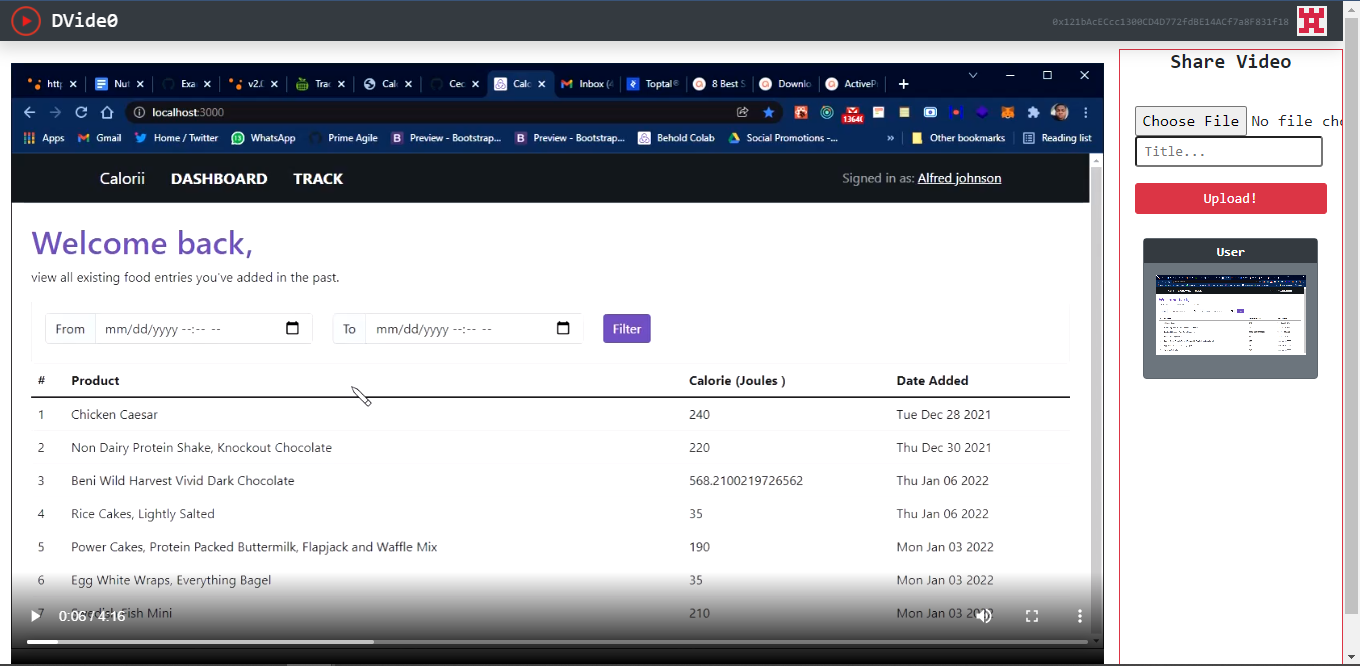 DVide0
0x121bAcECcc1300CD4D772fdBE14ACf7a8F831f18
Share Video
Choose File No file cho
Title...
Upload!
User
http Nut Exa v2.0 Trac Calo Cec Calo Inbox (4 Toptal® 8 Best S Downlo ActivePr
localhost:3000
Apps Gmail Home / Twitter WhatsApp Prime Agile Preview - Bootstrap... Preview - Bootstrap... Behold Colab Social Promotions -... » Other bookmarks Reading list
Calorii DASHBOARD TRACK Signed in as: Alfred johnson
Welcome back,
view all existing food entries you've added in the past.
From mm/dd/yyyy --:-- -- To mm/dd/yyyy --:-- -- Filter
# Product Calorie (Joules ) Date Added
1 Chicken Caesar 240 Tue Dec 28 2021
2 Non Dairy Protein Shake, Knockout Chocolate 220 Thu Dec 30 2021
3 Beni Wild Harvest Vivid Dark Chocolate 568.2100219726562 Thu Jan 06 2022
4 Rice Cakes, Lightly Salted 35 Thu Jan 06 2022
5 Power Cakes, Protein Packed Buttermilk, Flapjack and Waffle Mix 190 Mon Jan 03 2022
6 Egg White Wraps, Everything Bagel 35 Mon Jan 03 2022
7 Swedish Fish Mini 210 Mon Jan 03 2022
0:06 / 4:16